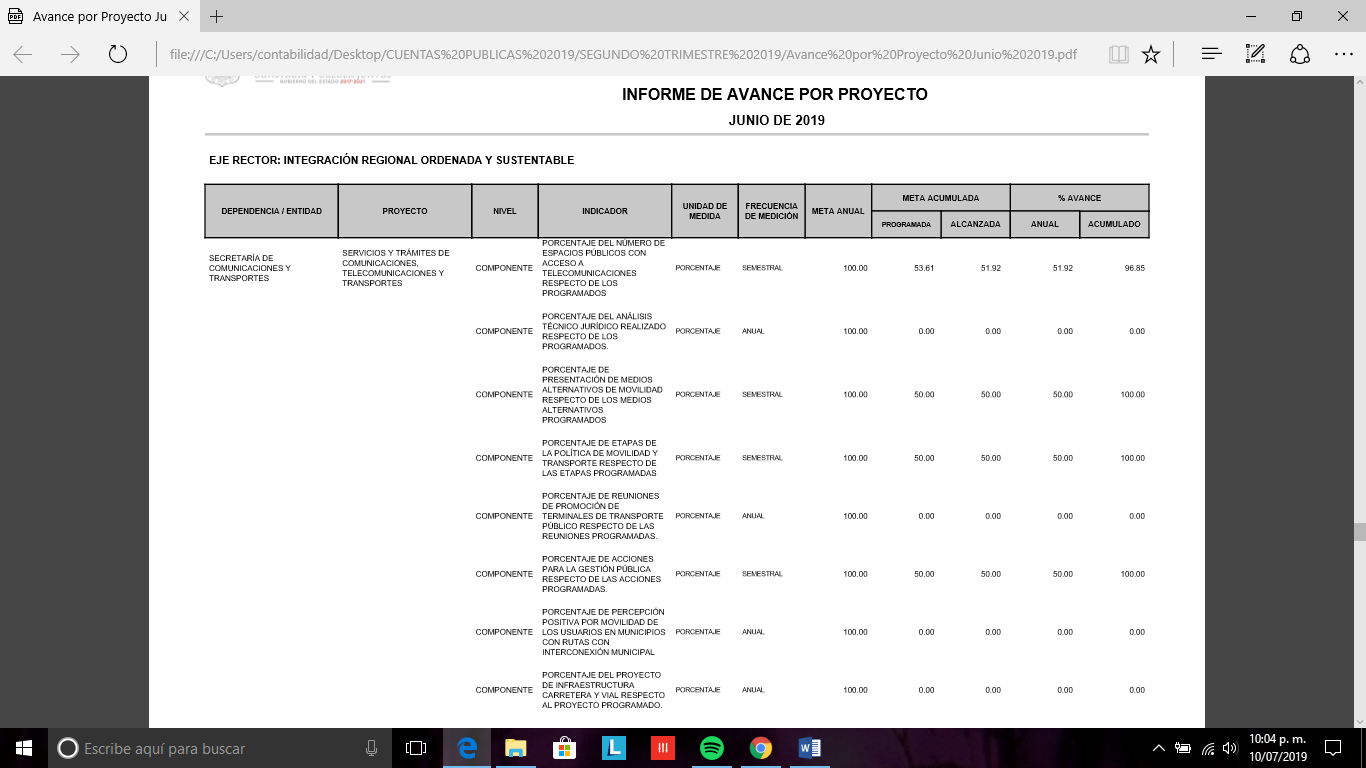 Avance por Proyecto Ju
file:///C:/Users/contabilidad/Desktop/CUENTAS%20PUBLICAS%202019/SEGUNDO%20TRIMESTRE%202019/Avance%20por%20Proyecto%20Junio%202019.pdf
GOBIERNO DEL ESTADO 2017-2021
INFORME DE AVANCE POR PROYECTO
JUNIO DE 2019
EJE RECTOR: INTEGRACIÓN REGIONAL ORDENADA Y SUSTENTABLE
DEPENDENCIA / ENTIDAD
PROYECTO
NIVEL
INDICADOR
UNIDAD DE
MEDIDA
FRECUENCIA
DE MEDICIÓN
META ANUAL
META ACUMULADA
PROGRAMADA
ALCANZADA
% AVANCE
ANUAL
ACUMULADO
SECRETARÍA DE
COMUNICACIONES Y
TRANSPORTES
SERVICIOS Y TRÁMITES DE
COMUNICACIONES,
TELECOMUNICACIONES Y
TRANSPORTES
COMPONENTE
PORCENTAJE DEL NÚMERO DE
ESPACIOS PÚBLICOS CON
ACCESO A
TELECOMUNICACIONES
RESPECTO DE LOS
PROGRAMADOS
PORCENTAJE SEMESTRAL 100.00 53.61 51.92 51.92 96.85
COMPONENTE
PORCENTAJE DEL ANÁLISIS
TÉCNICO JURÍDICO REALIZADO
RESPECTO DE LOS
PROGRAMADOS.
PORCENTAJE ANUAL 100.00 0.00 0.00 0.00 0.00
COMPONENTE
PORCENTAJE DE
PRESENTACIÓN DE MEDIOS
ALTERNATIVOS DE MOVILIDAD
RESPECTO DE LOS MEDIOS
ALTERNATIVOS
PROGRAMADOS
PORCENTAJE SEMESTRAL 100.00 50.00 50.00 50.00 100.00
COMPONENTE
PORCENTAJE DE ETAPAS DE
LA POLÍTICA DE MOVILIDAD Y
TRANSPORTE RESPECTO DE
LAS ETAPAS PROGRAMADAS
PORCENTAJE SEMESTRAL 100.00 50.00 50.00 50.00 100.00
COMPONENTE
PORCENTAJE DE REUNIONES
DE PROMOCIÓN DE
TERMINALES DE TRANSPORTE
PÚBLICO RESPECTO DE LAS
REUNIONES PROGRAMADAS.
PORCENTAJE ANUAL 100.00 0.00 0.00 0.00 0.00
COMPONENTE
PORCENTAJE DE ACCIONES
PARA LA GESTIÓN PÚBLICA
RESPECTO DE LAS ACCIONES
PROGRAMADAS.
PORCENTAJE SEMESTRAL 100.00 50.00 50.00 50.00 100.00
COMPONENTE
PORCENTAJE DE PERCEPCIÓN
POSITIVA POR MOVILIDAD DE
LOS USUARIOS EN MUNICIPIOS
CON RUTAS CON
INTERCONEXIÓN MUNICIPAL
PORCENTAJE ANUAL 100.00 0.00 0.00 0.00 0.00
COMPONENTE
PORCENTAJE DEL PROYECTO
DE INFRAESTRUCTURA
CARRETERA Y VIAL RESPECTO
AL PROYECTO PROGRAMADO.
PORCENTAJE ANUAL 100.00 0.00 0.00 0.00 0.00
Escribe aquí para buscar
10:04 p. m.
10/07/2019